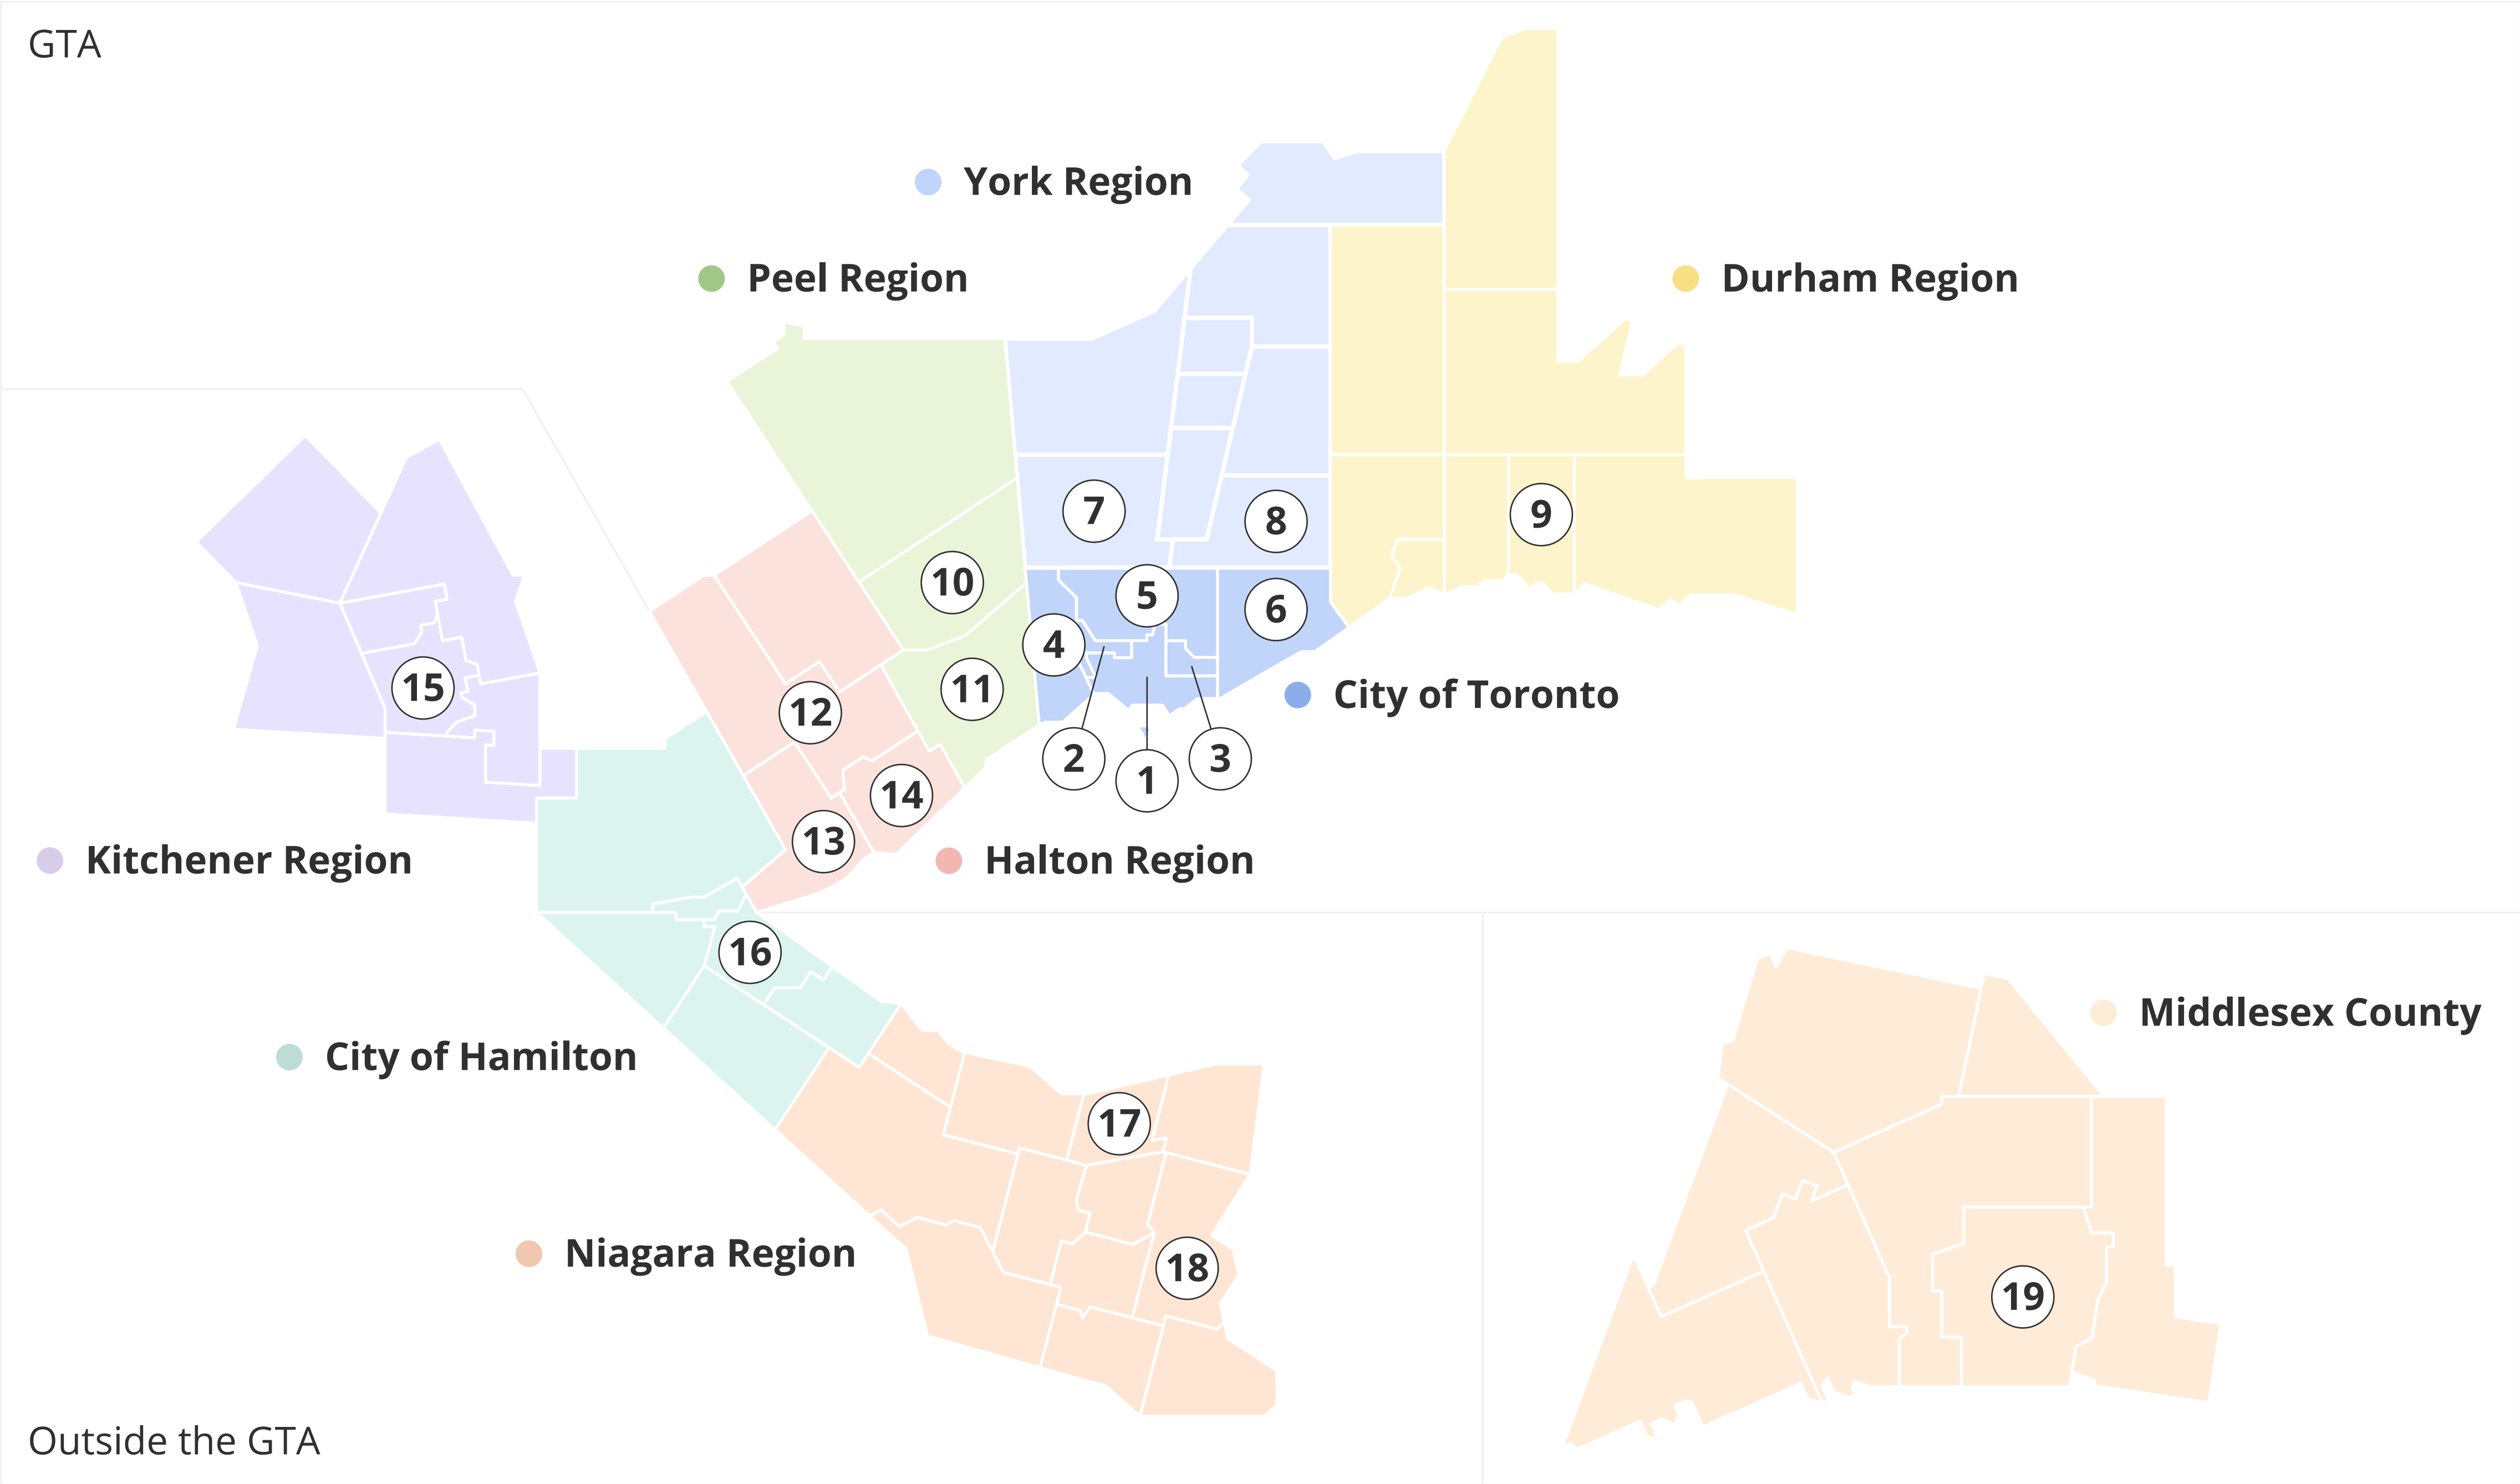 GTA
York Region
Peel Region
Durham Region
7
8
9
10
5
6
4
15
11
12
City of Toronto
2
1
3
14
13
Kitchener Region
Halton Region
16
Middlesex County
City of Hamilton
17
Niagara Region
18
19
Outside the GTA